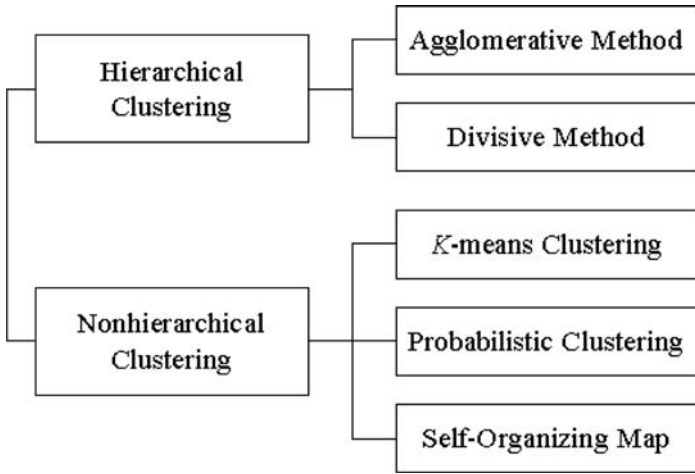 Hierarchical
Clustering
Agglomerative Method
Divisive Method
Nonhierarchical
Clustering
K-means Clustering
Probabilistic Clustering
Self-Organizing Map